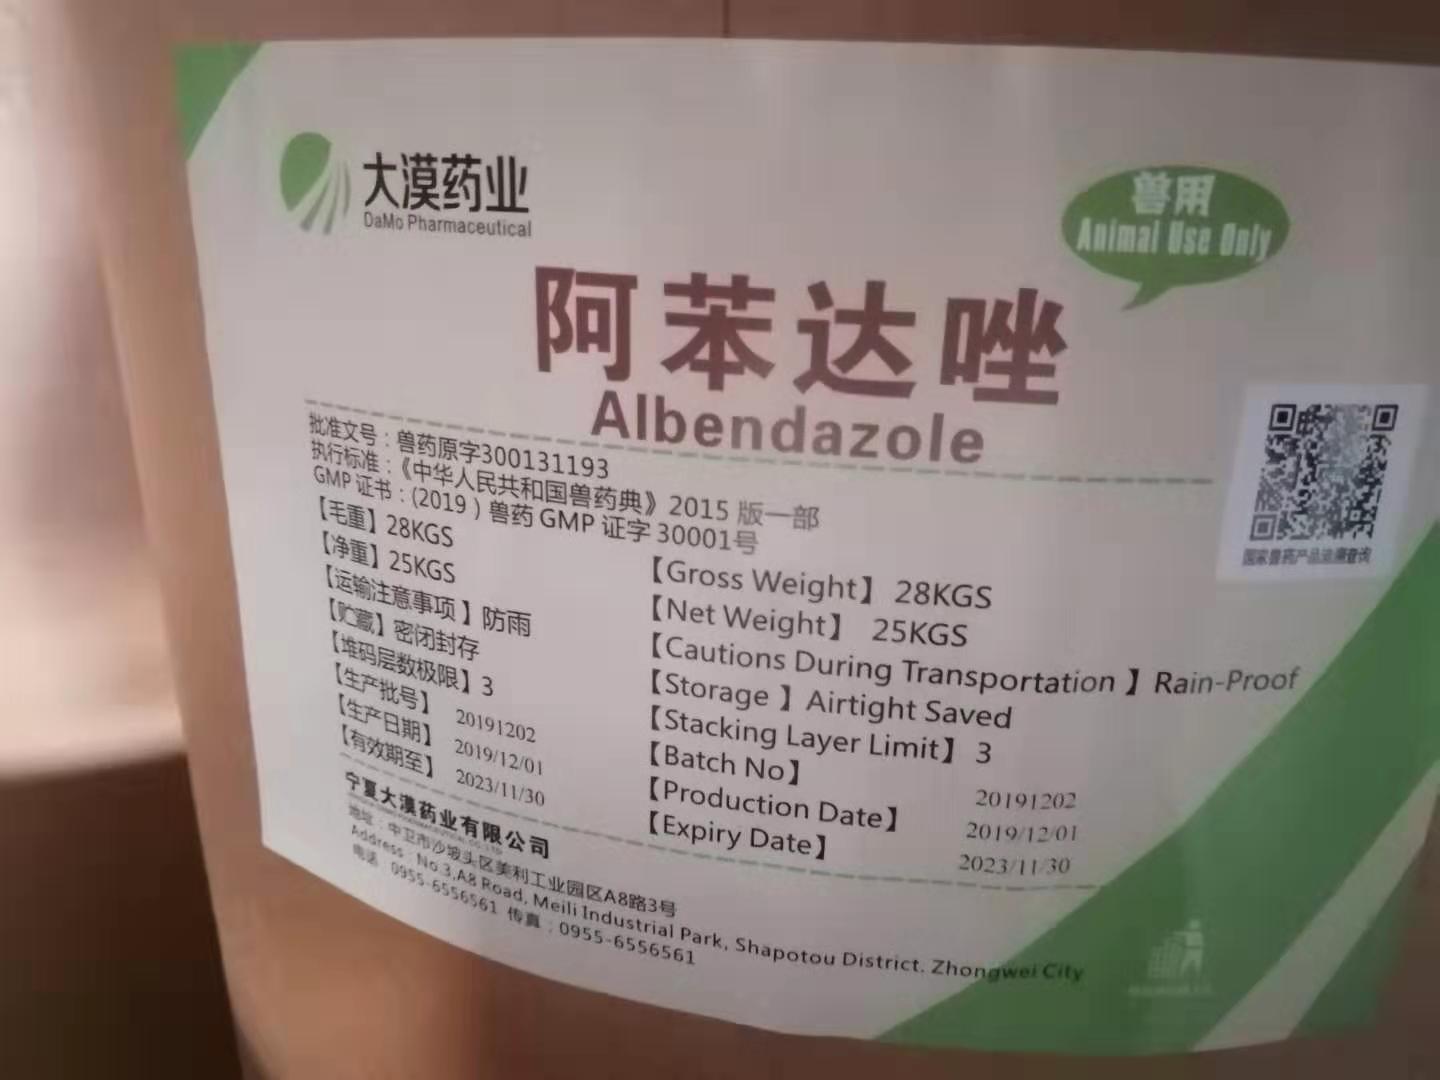 大漠药业
DaMo Pharmaceutical
兽用
Animal Use Only
阿苯达唑
Albendazole
批准文号：兽药原字300131193
执行标准：《中华人民共和国兽药典》2015 版一部
GMP 证书：(2019）兽药 GMP 证字 30001号
国家兽药产品追溯查询
【毛重】28KGS
【净重】25KGS
【运输注意事项 】防雨
【贮藏】密闭封存
【堆码层数极限】3
【生产批号】 20191202
【生产日期】 2019/12/01
【有效期至】 2023/11/30
【Gross Weight】 28KGS
【Net Weight】 25KGS
【Cautions During Transportation 】Rain-Proof
【Storage 】Airtight Saved
【Stacking Layer Limit】 3
【Batch No】 20191202
【Production Date】 2019/12/01
【Expiry Date】 2023/11/30
宁夏大漠药业有限公司
地址：中卫市沙坡头区美利工业园区A8路3号
Address：No.3,A8 Road, Meili Industrial Park, Shapotou District. Zhongwei City
电话：0955-6556561 传真：0955-6556561